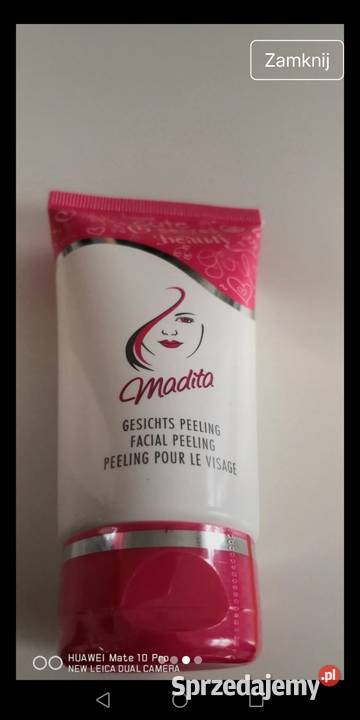 Zamknij
beauty
Madita
GESICHTS PEELING
FACIAL PEELING
PEELING POUR LE VISAGE
HUAWEI Mate 10 Pro
NEW LEICA DUAL CAMERA
Sprzedajemy.pl